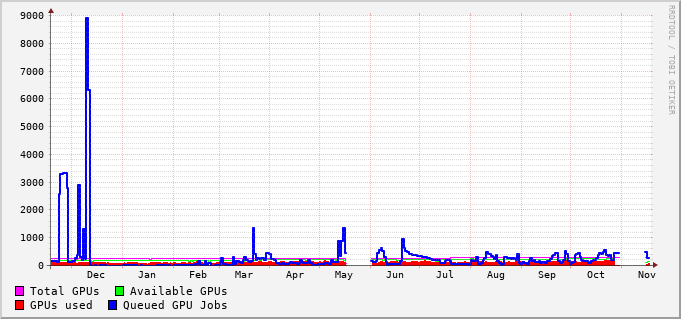 9000
8000
7000
6000
5000
4000
3000
2000
1000
0
Dec Jan Feb Mar Apr May Jun Jul Aug Sep Oct Nov
Total GPUs Available GPUs
GPUs used Queued GPU Jobs
RRDTOOL / TOBI OETIKER